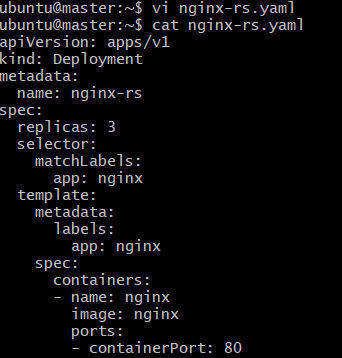 ubuntu@master:~$ vi nginx-rs.yaml
ubuntu@master:~$ cat nginx-rs.yaml
apiVersion: apps/v1
kind: Deployment
metadata:
  name: nginx-rs
spec:
  replicas: 3
  selector:
    matchLabels:
      app: nginx
  template:
    metadata:
      labels:
        app: nginx
    spec:
      containers:
      - name: nginx
        image: nginx
        ports:
        - containerPort: 80